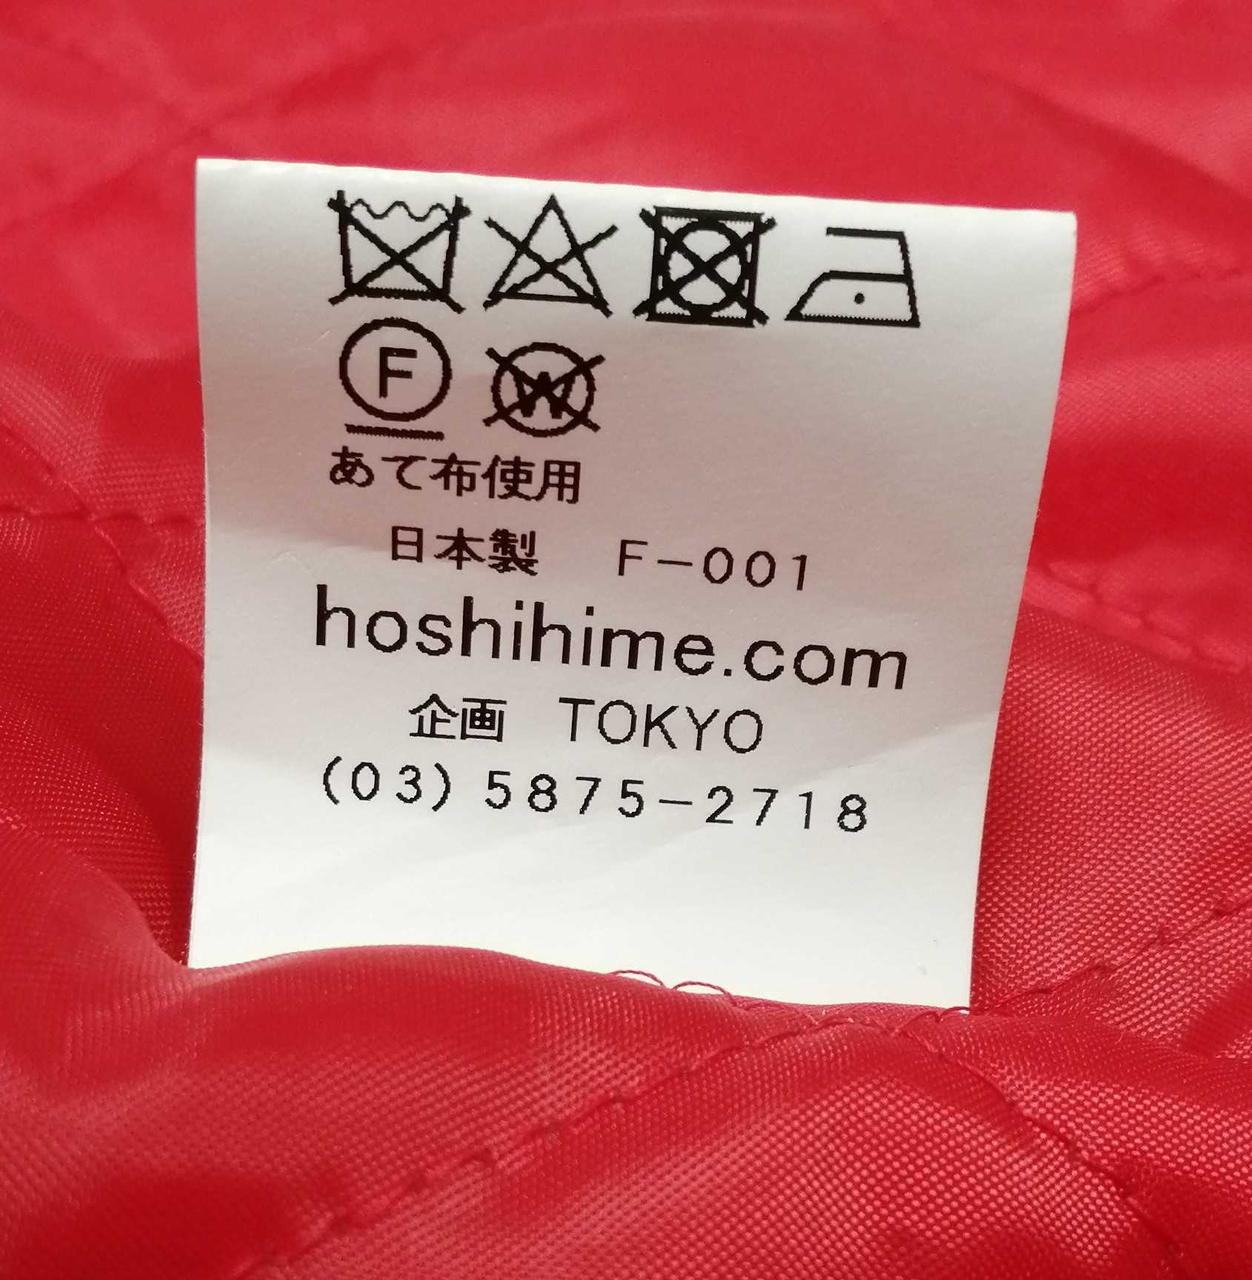 F W
あて布使用
日本製 F-001
hoshihime.com
企画 TOKYO
(03)5875-2718